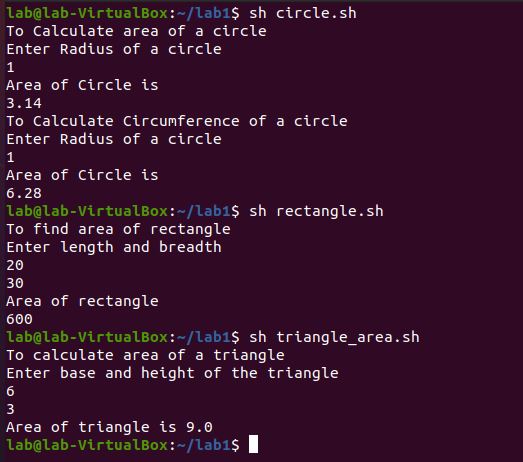 lab@lab-VirtualBox:~/lab1$ sh circle.sh
To Calculate area of a circle
Enter Radius of a circle
1
Area of Circle is
3.14
To Calculate Circumference of a circle
Enter Radius of a circle
1
Area of Circle is
6.28
lab@lab-VirtualBox:~/lab1$ sh rectangle.sh
To find area of rectangle
Enter length and breadth
20
30
Area of rectangle
600
lab@lab-VirtualBox:~/lab1$ sh triangle_area.sh
To calculate area of a triangle
Enter base and height of the triangle
6
3
Area of triangle is 9.0
lab@lab-VirtualBox:~/lab1$